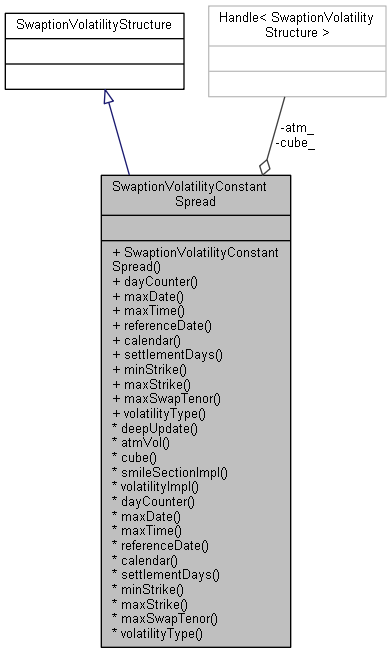 SwaptionVolatilityStructure
Handle< SwaptionVolatility
Structure >
-atm_
-cube_
SwaptionVolatilityConstant
Spread
+ SwaptionVolatilityConstant
Spread()
+ dayCounter()
+ maxDate()
+ maxTime()
+ referenceDate()
+ calendar()
+ settlementDays()
+ minStrike()
+ maxStrike()
+ maxSwapTenor()
+ volatilityType()
* deepUpdate()
* atmVol()
* cube()
* smileSectionImpl()
* volatilityImpl()
* dayCounter()
* maxDate()
* maxTime()
* referenceDate()
* calendar()
* settlementDays()
* minStrike()
* maxStrike()
* maxSwapTenor()
* volatilityType()